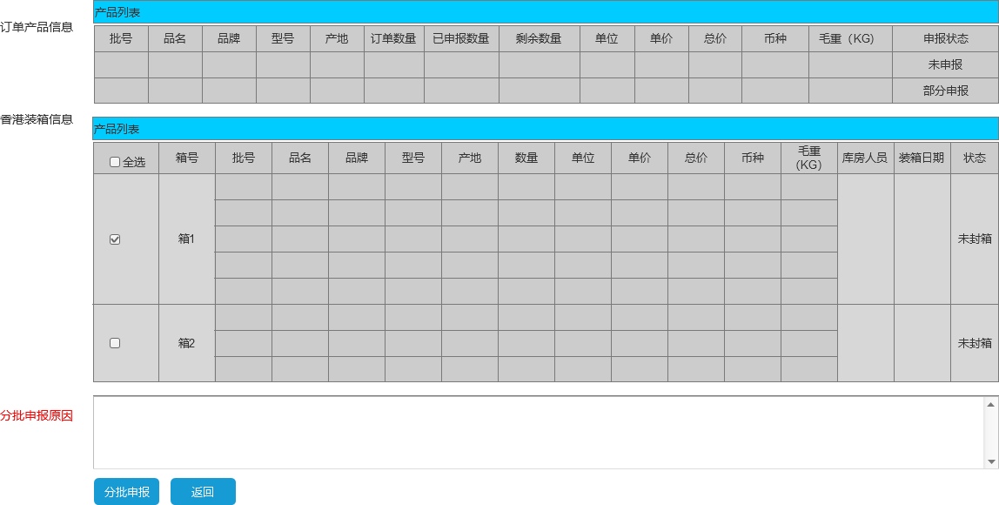 产品列表
订单产品信息
批号 品名 品牌 型号 产地 订单数量 已申报数量 剩余数量 单位 单价 总价 币种 毛重（KG） 申报状态
未申报
部分申报
香港装箱信息
产品列表
全选 箱号 批号 品名 品牌 型号 产地 数量 单位 单价 总价 币种 毛重 库房人员 装箱日期 状态
(KG)
箱1 未封箱
箱2 未封箱
分批申报原因
分批申报 返回